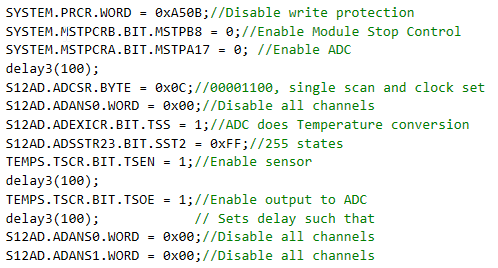 SYSTEM.PRCR.WORD = 0xA50B;//Disable write protection
SYSTEM.MSTPCRB.BIT.MSTPB8 = 0;//Enable Module Stop Control
SYSTEM.MSTPCRA.BIT.MSTPA17 = 0; //Enable ADC
delay3(100);
S12AD.ADCSR.BYTE = 0x0C;//00001100, single scan and clock set
S12AD.ADANS0.WORD = 0x00;//Disable all channels
S12AD.ADEXICR.BIT.TSS = 1;//ADC does Temperature conversion
S12AD.ADSSTR23.BIT.SST2 = 0xFF;//255 states
TEMPS.TSCR.BIT.TSEN = 1;//Enable sensor
delay3(100);
TEMPS.TSCR.BIT.TSOE = 1;//Enable output to ADC
delay3(100);            // Sets delay such that
S12AD.ADANS0.WORD = 0x00;//Disable all channels
S12AD.ADANS1.WORD = 0x00;//Disable all channels